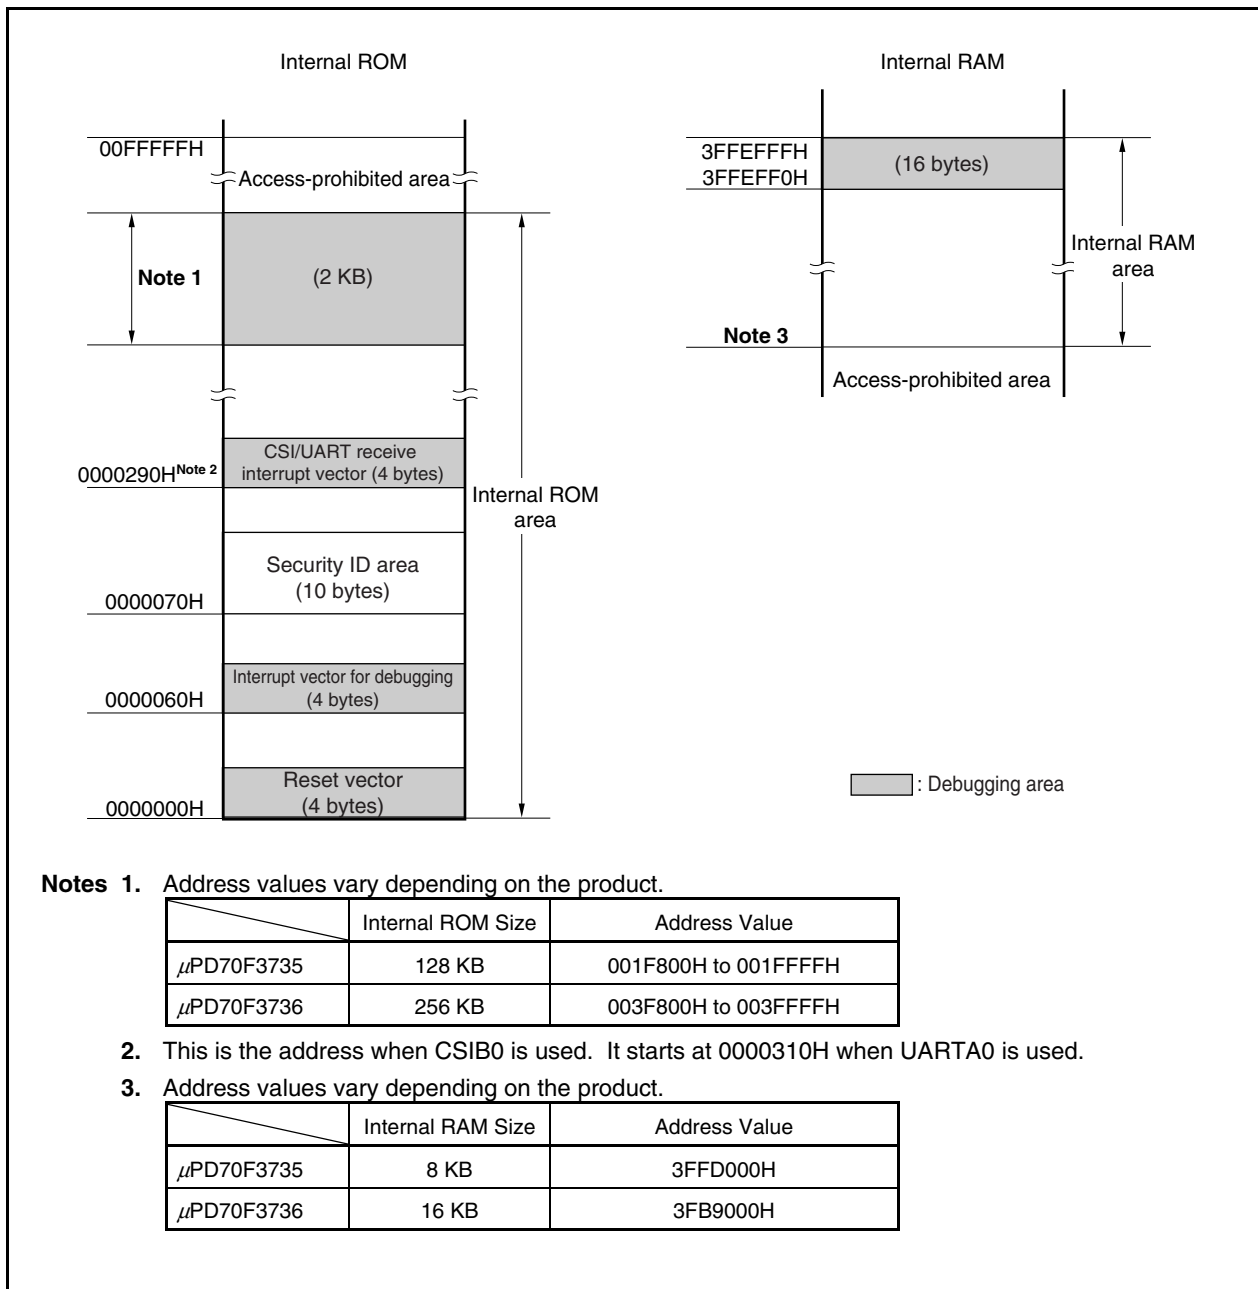 Internal ROM
00FFFFFH
Access-prohibited area
Note 1
(2 KB)
CSI/UART receive
interrupt vector (4 bytes)
0000290H Note 2
Internal ROM
area
Security ID area
(10 bytes)
0000070H
Interrupt vector for debugging
(4 bytes)
0000060H
Reset vector
(4 bytes)
0000000H
Internal RAM
3FFEFFFH
3FFEFF0H
(16 bytes)
Internal RAM
area
Note 3
Access-prohibited area
: Debugging area
Notes 1. Address values vary depending on the product.
Internal ROM Size Address Value
μPD70F3735 128 KB 001F800H to 001FFFFH
μPD70F3736 256 KB 003F800H to 003FFFFH
2. This is the address when CSIB0 is used. It starts at 0000310H when UARTA0 is used.
3. Address values vary depending on the product.
Internal RAM Size Address Value
μPD70F3735 8 KB 3FFD000H
μPD70F3736 16 KB 3FB9000H